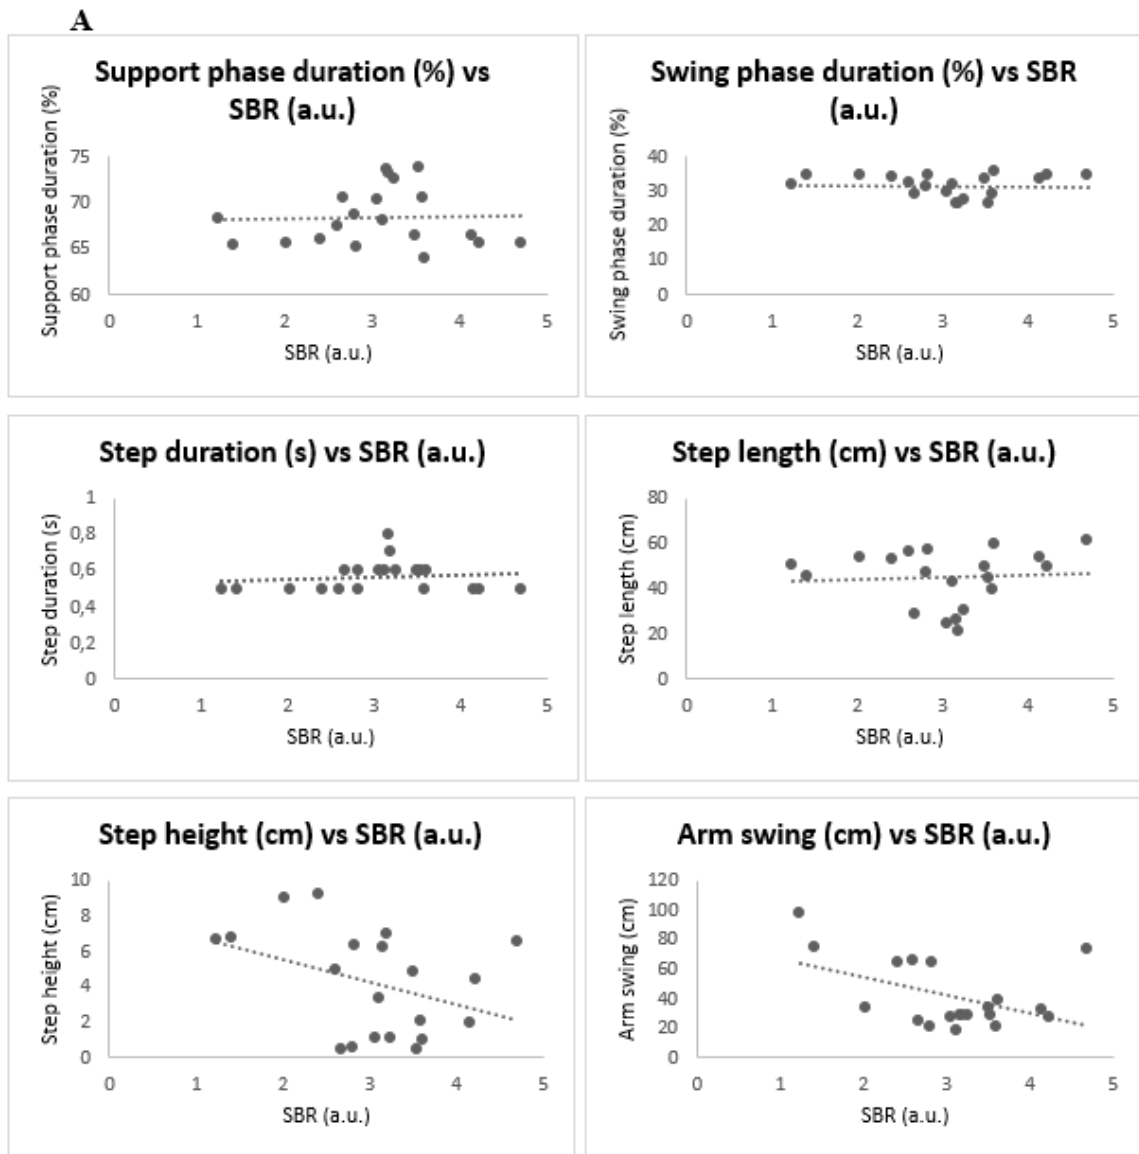 A
Support phase duration (%) vs
SBR (a.u.)
Support phase duration (%)
75
70
65
60
0 1 2 3 4 5
SBR (a.u.)
Swing phase duration (%) vs SBR
(a.u.)
Swing phase duration (%)
40
30
20
10
0
0 1 2 3 4 5
SBR (a.u.)
Step duration (s) vs SBR (a.u.)
Step duration (s)
1
0,8
0,6
0,4
0,2
0
0 1 2 3 4 5
SBR (a.u.)
Step length (cm) vs SBR (a.u.)
Step length (cm)
80
60
40
20
0
0 1 2 3 4 5
SBR (a.u.)
Step height (cm) vs SBR (a.u.)
Step height (cm)
10
8
6
4
2
0
0 1 2 3 4 5
SBR (a.u.)
Arm swing (cm) vs SBR (a.u.)
Arm swing (cm)
120
100
80
60
40
20
0
0 1 2 3 4 5
SBR (a.u.)